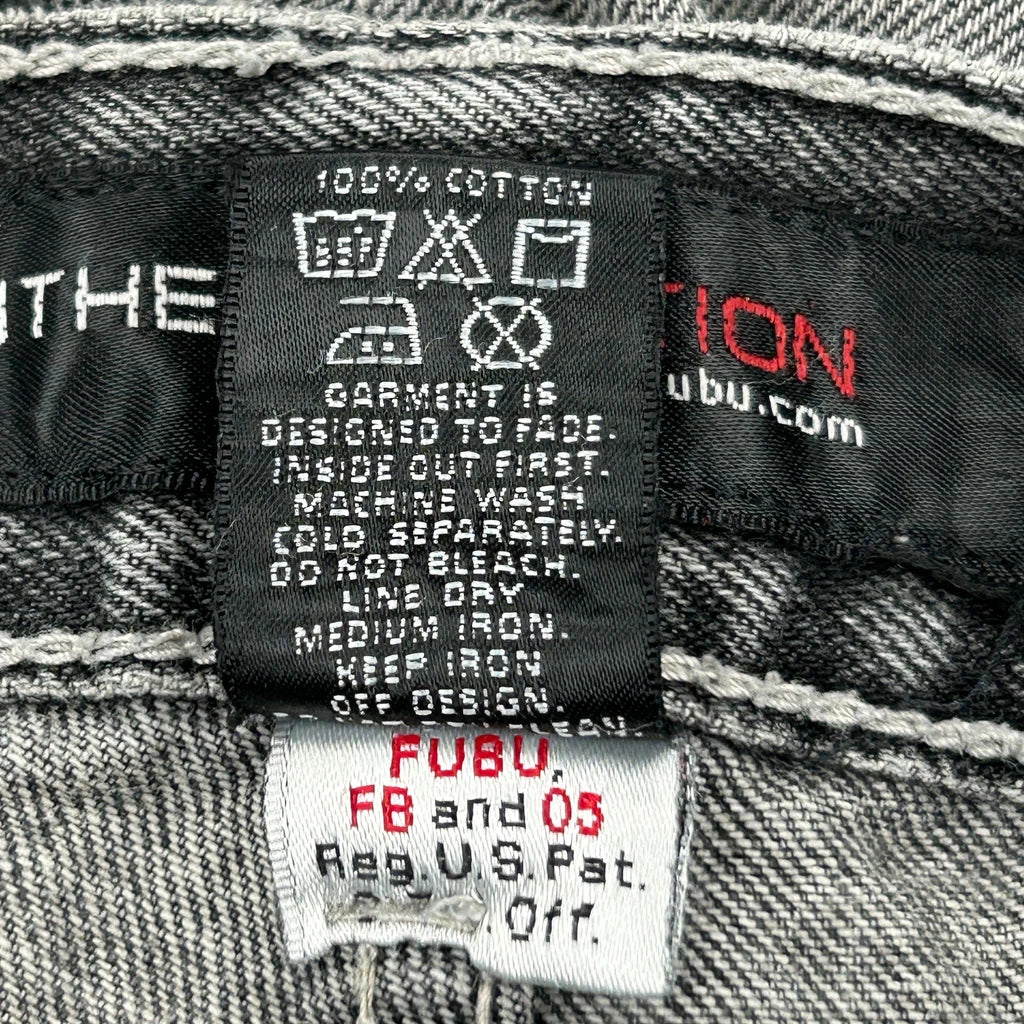 100% COTTON
THE
TION
ubu.com
GARMENT IS
DESIGNED TO FADE.
INSIDE OUT FIRST.
MACHINE WASH
COLD SEPARATELY.
DO NOT BLEACH.
LINE DRY
MEDIUM IRON.
KEEP IRON
OFF DESIGN.
FUBU,
FB and 05
Reg.U.S.Pat.
Off.